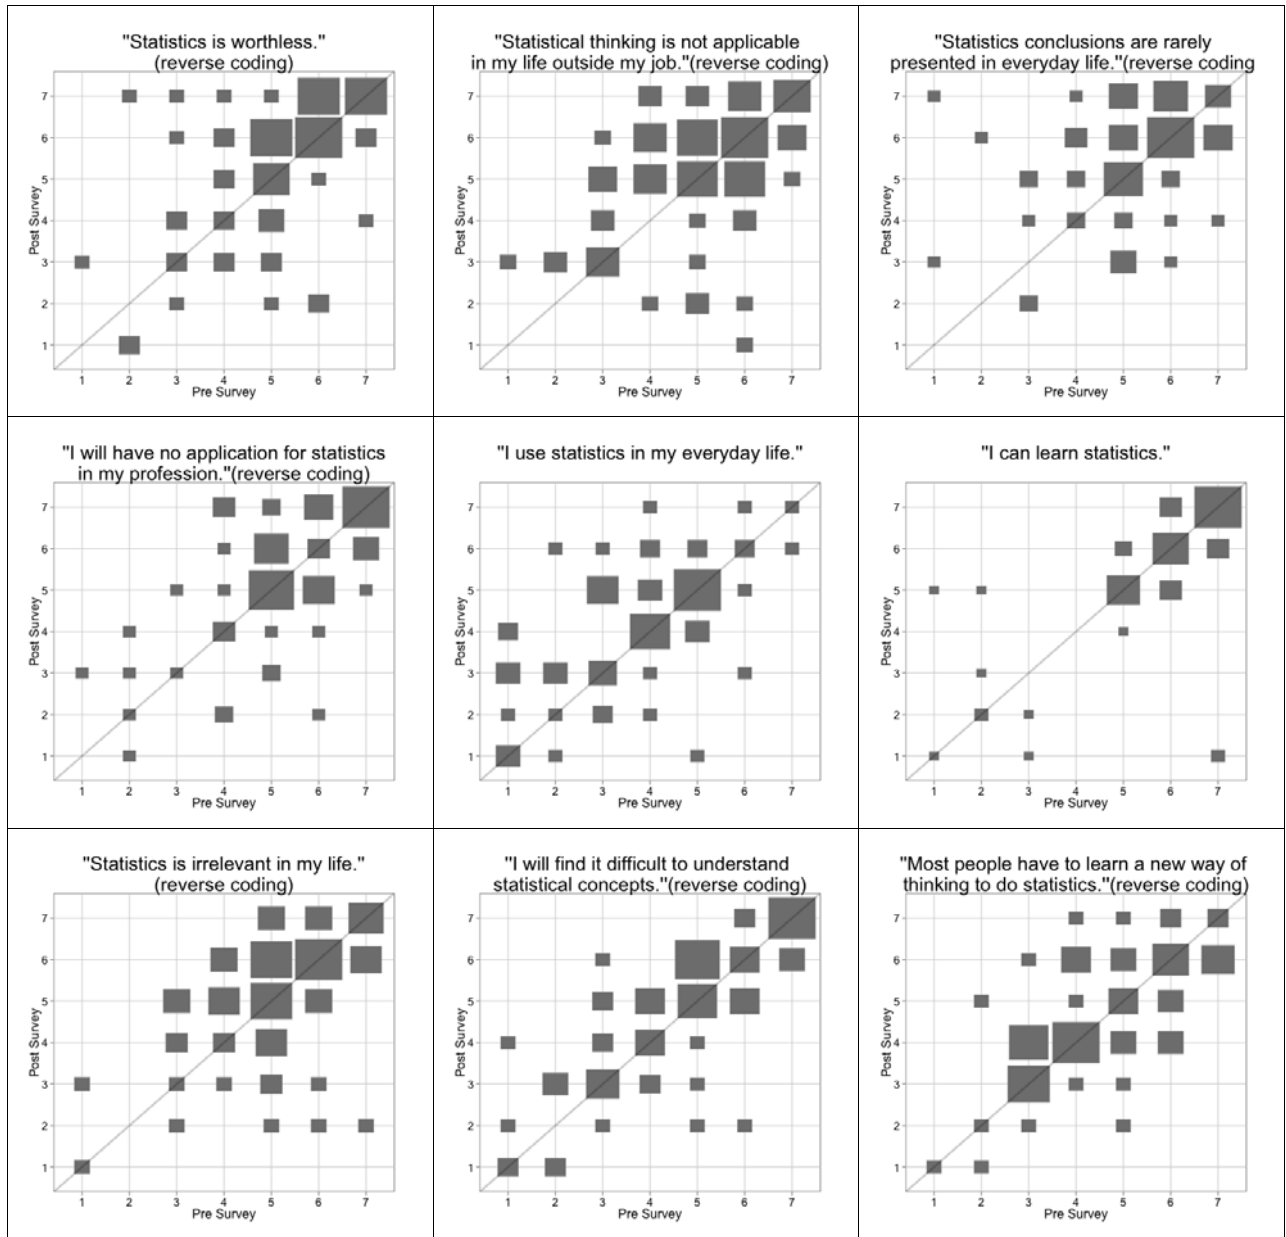 "Statistics is worthless."
(reverse coding)
7
6
5
4
3
2
1
Post Survey
1 2 3 4 5 6 7
Pre Survey
"Statistical thinking is not applicable
in my life outside my job."(reverse coding)
7
6
5
4
3
2
1
Post Survey
1 2 3 4 5 6 7
Pre Survey
"Statistics conclusions are rarely
presented in everyday life."(reverse coding
7
6
5
4
3
2
1
Post Survey
1 2 3 4 5 6 7
Pre Survey
"I will have no application for statistics
in my profession."(reverse coding)
7
6
5
4
3
2
1
Post Survey
1 2 3 4 5 6 7
Pre Survey
"I use statistics in my everyday life."
7
6
5
4
3
2
1
Post Survey
1 2 3 4 5 6 7
Pre Survey
"I can learn statistics."
7
6
5
4
3
2
1
Post Survey
1 2 3 4 5 6 7
Pre Survey
"Statistics is irrelevant in my life."
(reverse coding)
7
6
5
4
3
2
1
Post Survey
1 2 3 4 5 6 7
Pre Survey
"I will find it difficult to understand
statistical concepts."(reverse coding)
7
6
5
4
3
2
1
Post Survey
1 2 3 4 5 6 7
Pre Survey
"Most people have to learn a new way of
thinking to do statistics."(reverse coding)
7
6
5
4
3
2
1
Post Survey
1 2 3 4 5 6 7
Pre Survey